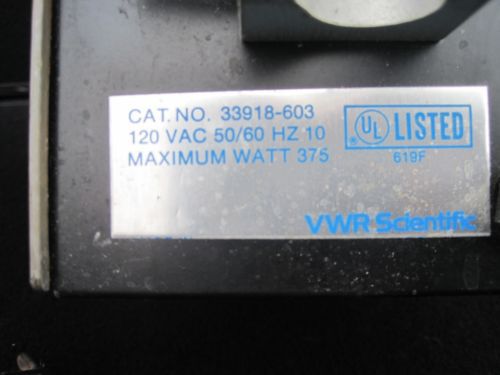 CAT. NO. 33918-603
120 VAC 50/60 HZ 10
MAXIMUM WATT 375
UL LISTED
®
619F
VWR Scientific